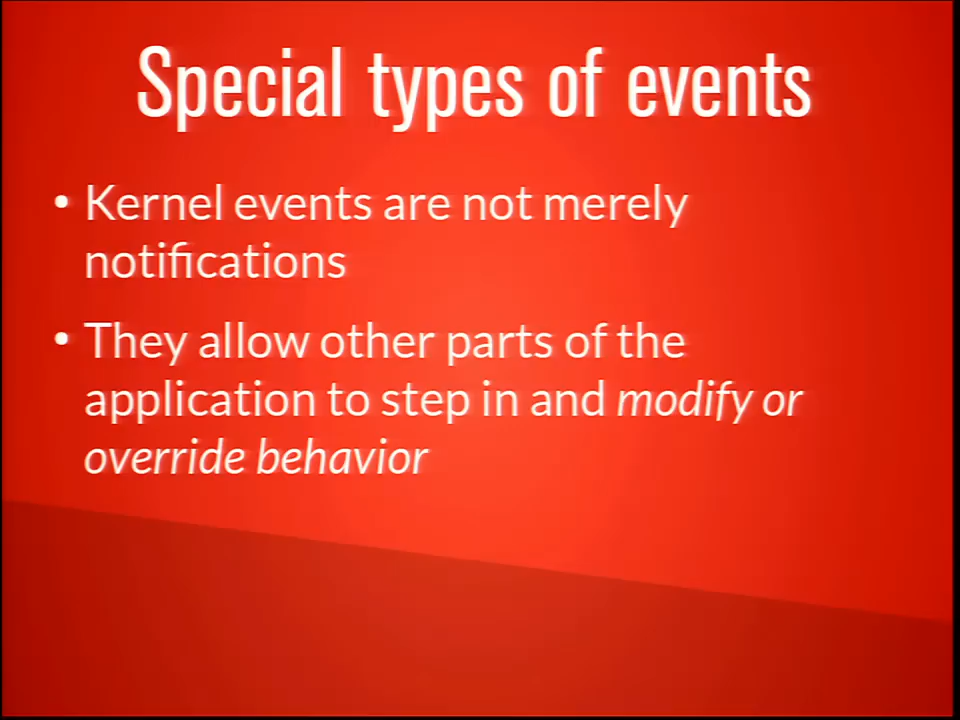 Special types of events
• Kernel events are not merely
notifications
• They allow other parts of the
application to step in and modify or
override behavior